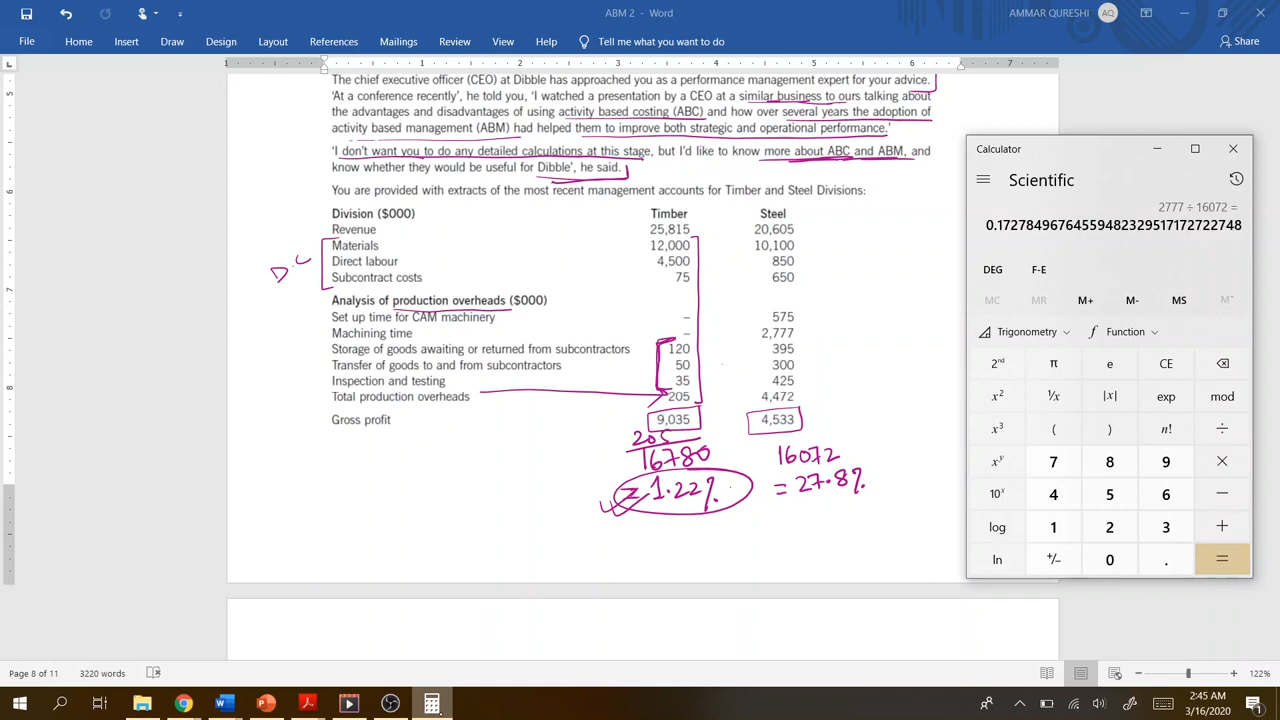 ABM 2 - Word
AMMAR QURESHI AQ
File Home Insert Draw Design Layout References Mailings Review View Help Tell me what you want to do Share
1 1 2 3 4 5 6 7
The chief executive officer (CEO) at Dibble has approached you as a performance management expert for your advice.
'At a conference recently', he told you, 'I watched a presentation by a CEO at a similar business to ours talking about
the advantages and disadvantages of using activity based costing (ABC) and how over several years the adoption of
activity based management (ABM) had helped them to improve both strategic and operational performance.'
'I don't want you to do any detailed calculations at this stage, but I'd like to know more about ABC and ABM, and
know whether they would be useful for Dibble', he said.
You are provided with extracts of the most recent management accounts for Timber and Steel Divisions:
Division ($000) Timber Steel
Revenue 25,815 20,605
Materials 12,000 10,100
Direct labour 4,500 850
Subcontract costs 75 650
Analysis of production overheads ($000)
Set up time for CAM machinery – 575
Machining time – 2,777
Storage of goods awaiting or returned from subcontractors 120 395
Transfer of goods to and from subcontractors 50 300
Inspection and testing 35 425
Total production overheads 205 4,472
Gross profit 9,035 4,533
205
16780 16072
= 1.22% = 27.8%
Calculator
Scientific
2777 ÷ 16072 =
0.17278496764559482329517172722748
DEG F-E
MC MR M+ M- MS M˅
Trigonometry Function
2ⁿᵈ π e CE
x² ¹/x |x| exp mod
x³ ( ) n! ÷
xʸ 7 8 9 ×
10ˣ 4 5 6 −
log 1 2 3 +
ln +/− 0 . =
Page 8 of 11 3220 words 122%
2:45 AM
3/16/2020